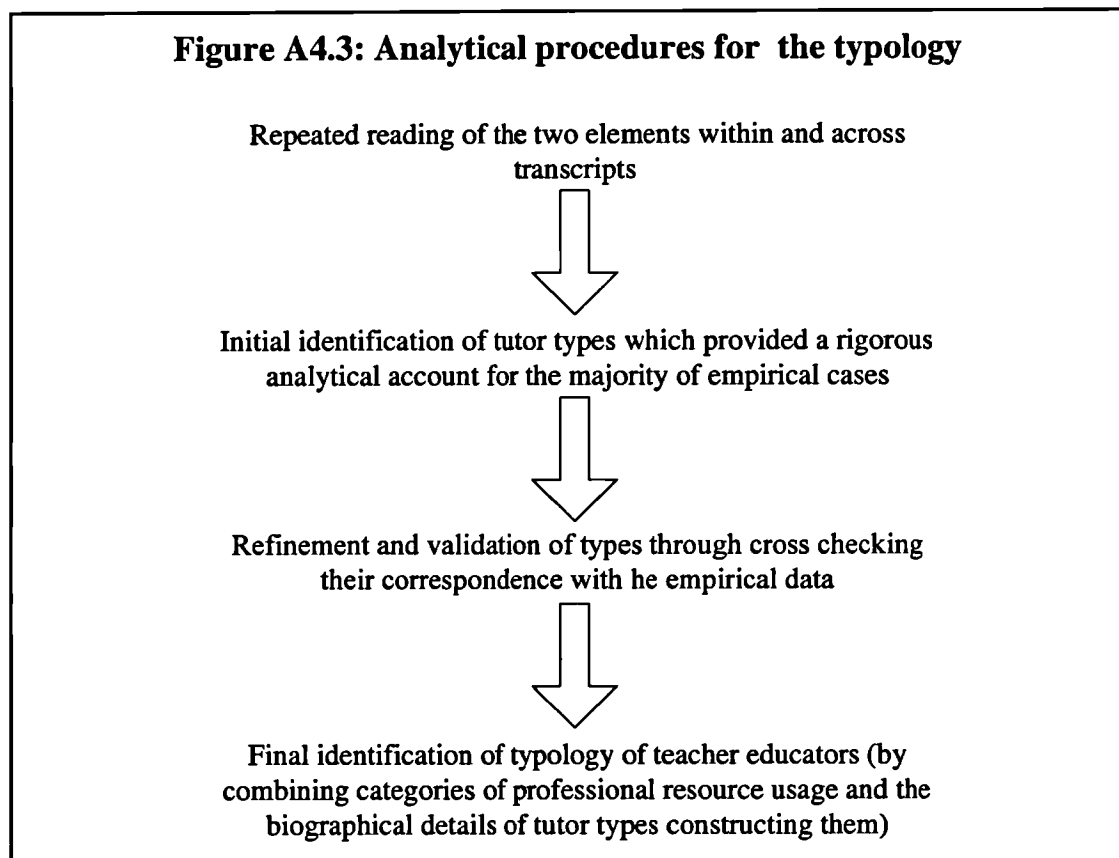 Figure A4.3: Analytical procedures for the typology
Repeated reading of the two elements within and across
transcripts
Initial identification of tutor types which provided a rigorous
analytical account for the majority of empirical cases
Refinement and validation of types through cross checking
their correspondence with he empirical data
Final identification of typology of teacher educators (by
combining categories of professional resource usage and the
biographical details of tutor types constructing them)